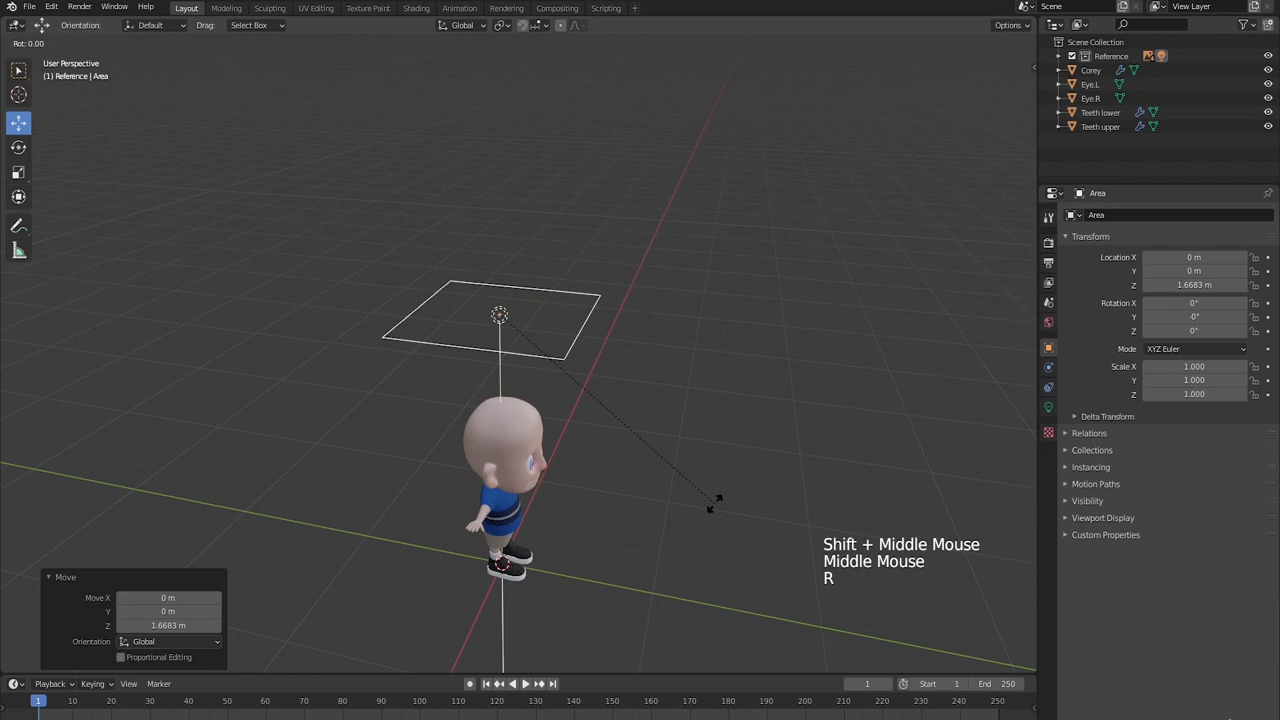 File Edit Render Window Help Layout Modeling Sculpting UV Editing Texture Paint Shading Animation Rendering Compositing Scripting + Scene View Layer
Orientation: Default Drag: Select Box Global Options
Rot: 0.00
User Perspective
(1) Reference | Area
Scene Collection
Reference
Corey
Eye.L
Eye.R
Teeth lower
Teeth upper
Area
Area
Transform
Location X 0 m
Y 0 m
Z 1.6683 m
Rotation X 0°
Y -0°
Z 0°
Mode XYZ Euler
Scale X 1.000
Y 1.000
Z 1.000
Delta Transform
Relations
Collections
Instancing
Motion Paths
Visibility
Viewport Display
Custom Properties
Shift + Middle Mouse
Middle Mouse
R
Move
Move X 0 m
Y 0 m
Z 1.6683 m
Orientation Global
Proportional Editing
Playback Keying View Marker 1 Start 1 End 250
1 10 20 30 40 50 60 70 80 90 100 110 120 130 140 150 160 170 180 190 200 210 220 230 240 250